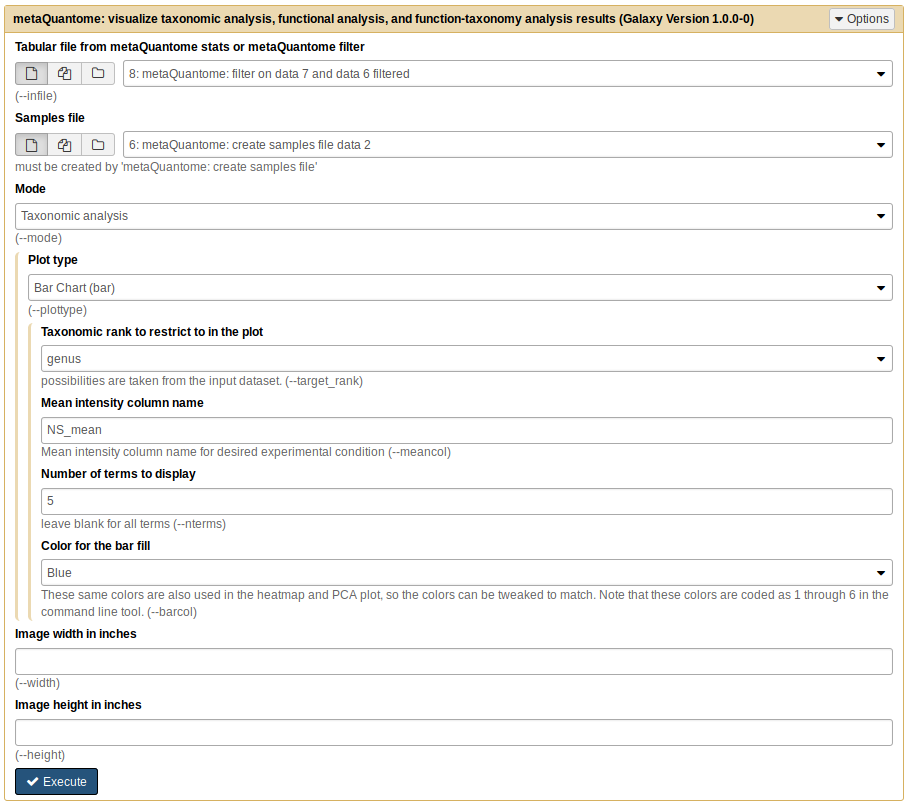 metaQuantome: visualize taxonomic analysis, functional analysis, and function-taxonomy analysis results (Galaxy Version 1.0.0-0)
Options
Tabular file from metaQuantome stats or metaQuantome filter
8: metaQuantome: filter on data 7 and data 6 filtered
(--infile)
Samples file
6: metaQuantome: create samples file data 2
must be created by 'metaQuantome: create samples file'
Mode
Taxonomic analysis
(--mode)
Plot type
Bar Chart (bar)
(--plottype)
Taxonomic rank to restrict to in the plot
genus
possibilities are taken from the input dataset. (--target_rank)
Mean intensity column name
NS_mean
Mean intensity column name for desired experimental condition (--meancol)
Number of terms to display
5
leave blank for all terms (--nterms)
Color for the bar fill
Blue
These same colors are also used in the heatmap and PCA plot, so the colors can be tweaked to match. Note that these colors are coded as 1 through 6 in the
command line tool. (--barcol)
Image width in inches
(--width)
Image height in inches
(--height)
Execute